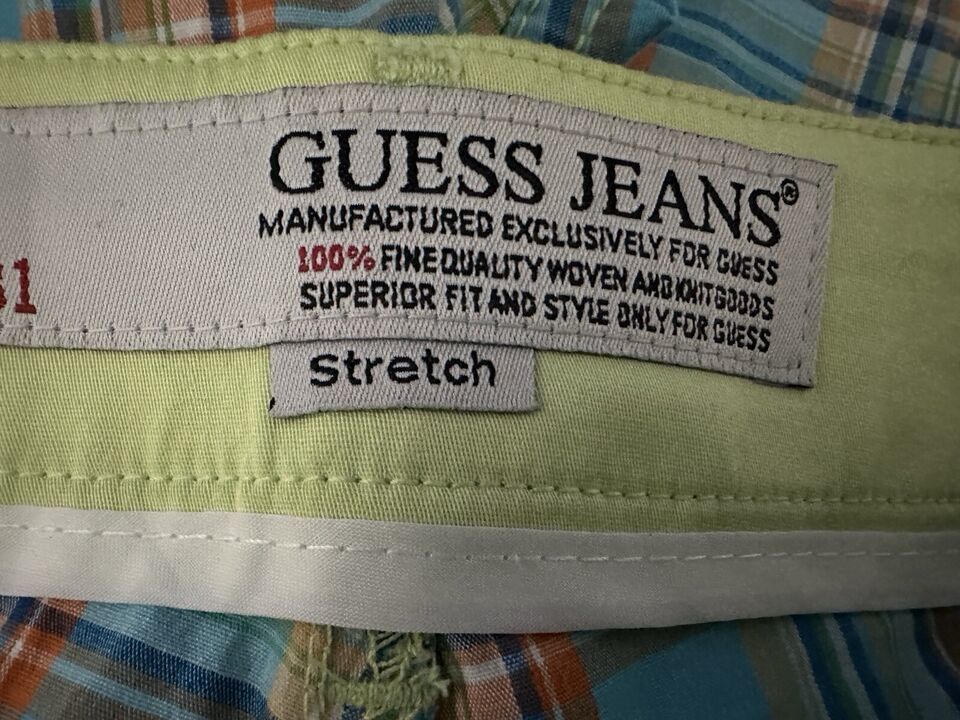 GUESS JEANS®
MANUFACTURED EXCLUSIVELY FOR GUESS
100% FINE QUALITY WOVEN AND KNIT GOODS
SUPERIOR FIT AND STYLE ONLY FOR GUESS
Stretch